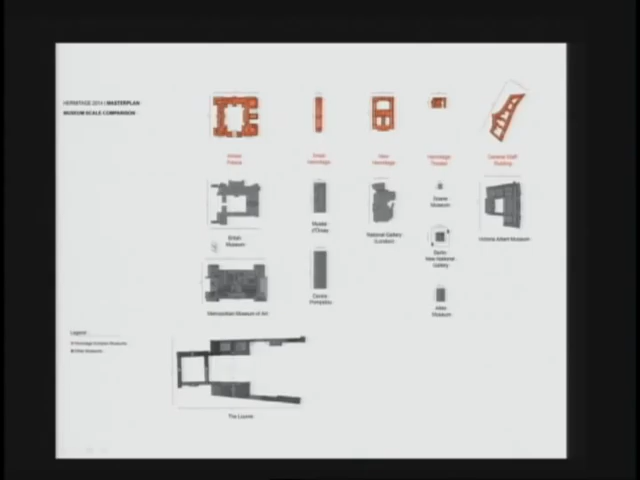 HERMITAGE 2014 | MASTERPLAN
MUSEUM SCALE COMPARISON
Winter
Palace
Small
Hermitage
New
Hermitage
Hermitage
Theater
General Staff
Building
British
Museum
Musée
d'Orsay
National Gallery
(London)
Soane
Museum
Berlin
New National
Gallery
Victoria Albert Museum
Metropolitan Museum of Art
Centre
Pompidou
Museum
Legend
The Louvre